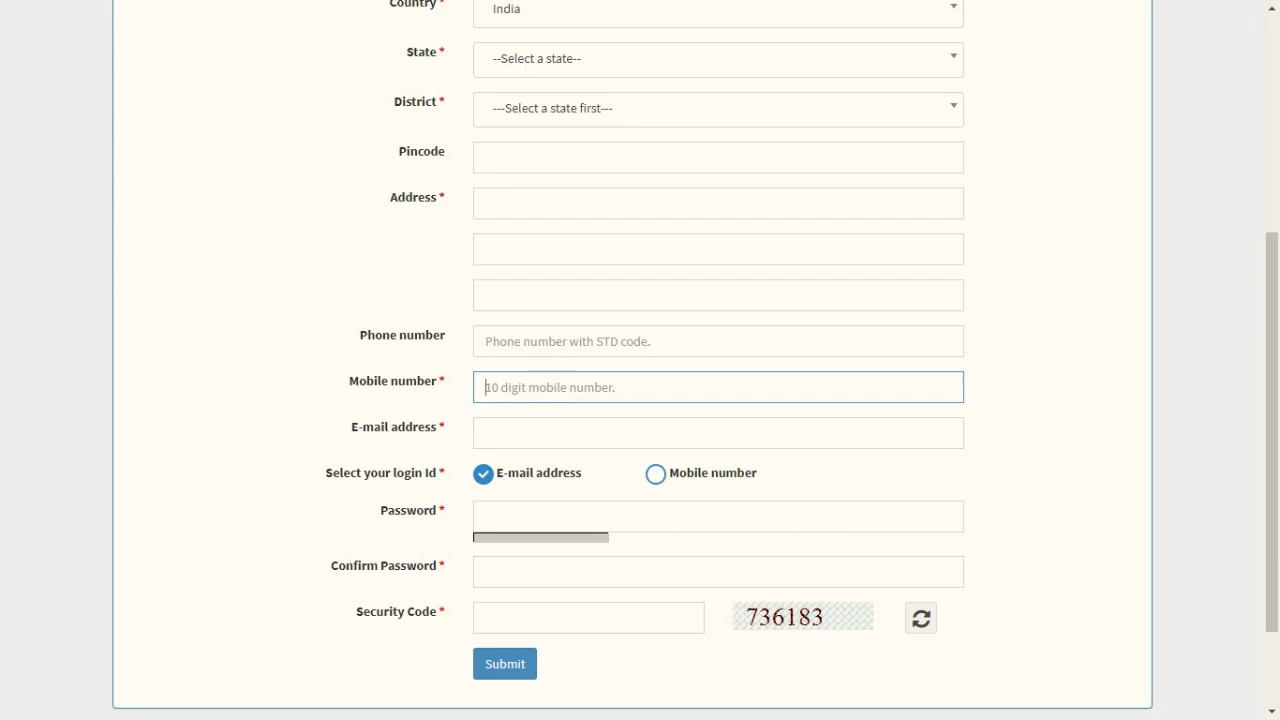 Country *
India
State *
--Select a state--
District *
---Select a state first---
Pincode
Address *
Phone number
Phone number with STD code.
Mobile number *
10 digit mobile number.
E-mail address *
Select your login Id * E-mail address Mobile number
Password *
Confirm Password *
Security Code * 736183
Submit